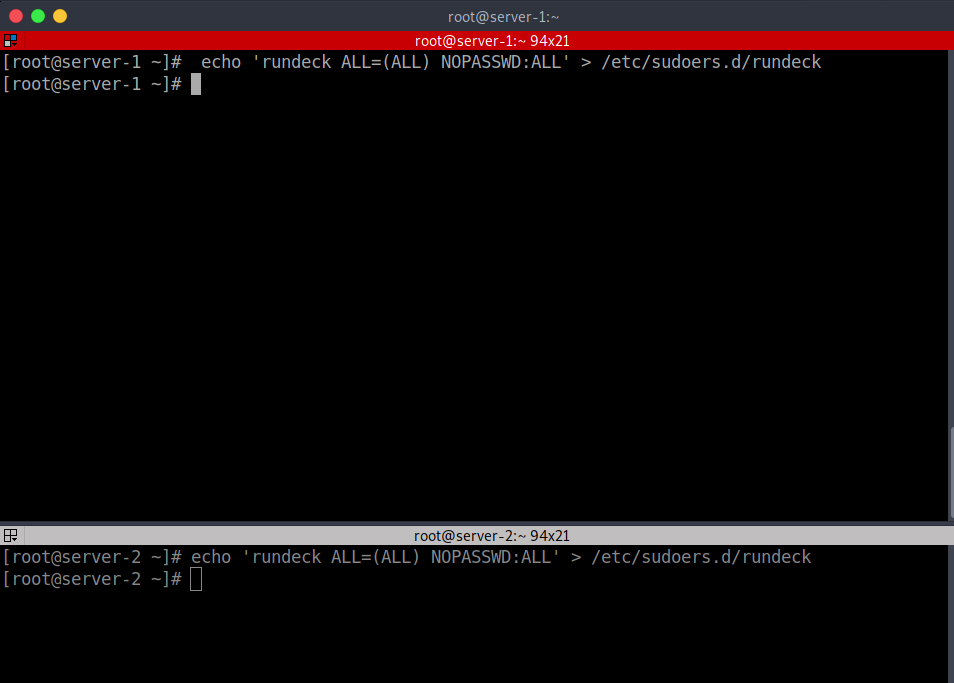 root@server-1:~
root@server-1:~ 94x21
[root@server-1 ~]#  echo 'rundeck ALL=(ALL) NOPASSWD:ALL' > /etc/sudoers.d/rundeck
[root@server-1 ~]#
root@server-2:~ 94x21
[root@server-2 ~]# echo 'rundeck ALL=(ALL) NOPASSWD:ALL' > /etc/sudoers.d/rundeck
[root@server-2 ~]#